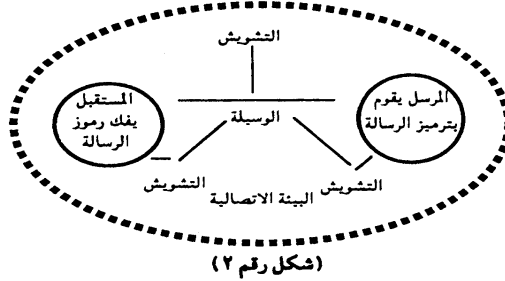 التشويش
المرسل يقوم
بترميز الرسالة
الوسيلة
المستقبل
يفك رموز
الرسالة
التشويش
البيئة الاتصالية
التشويش
(شكل رقم ٢)